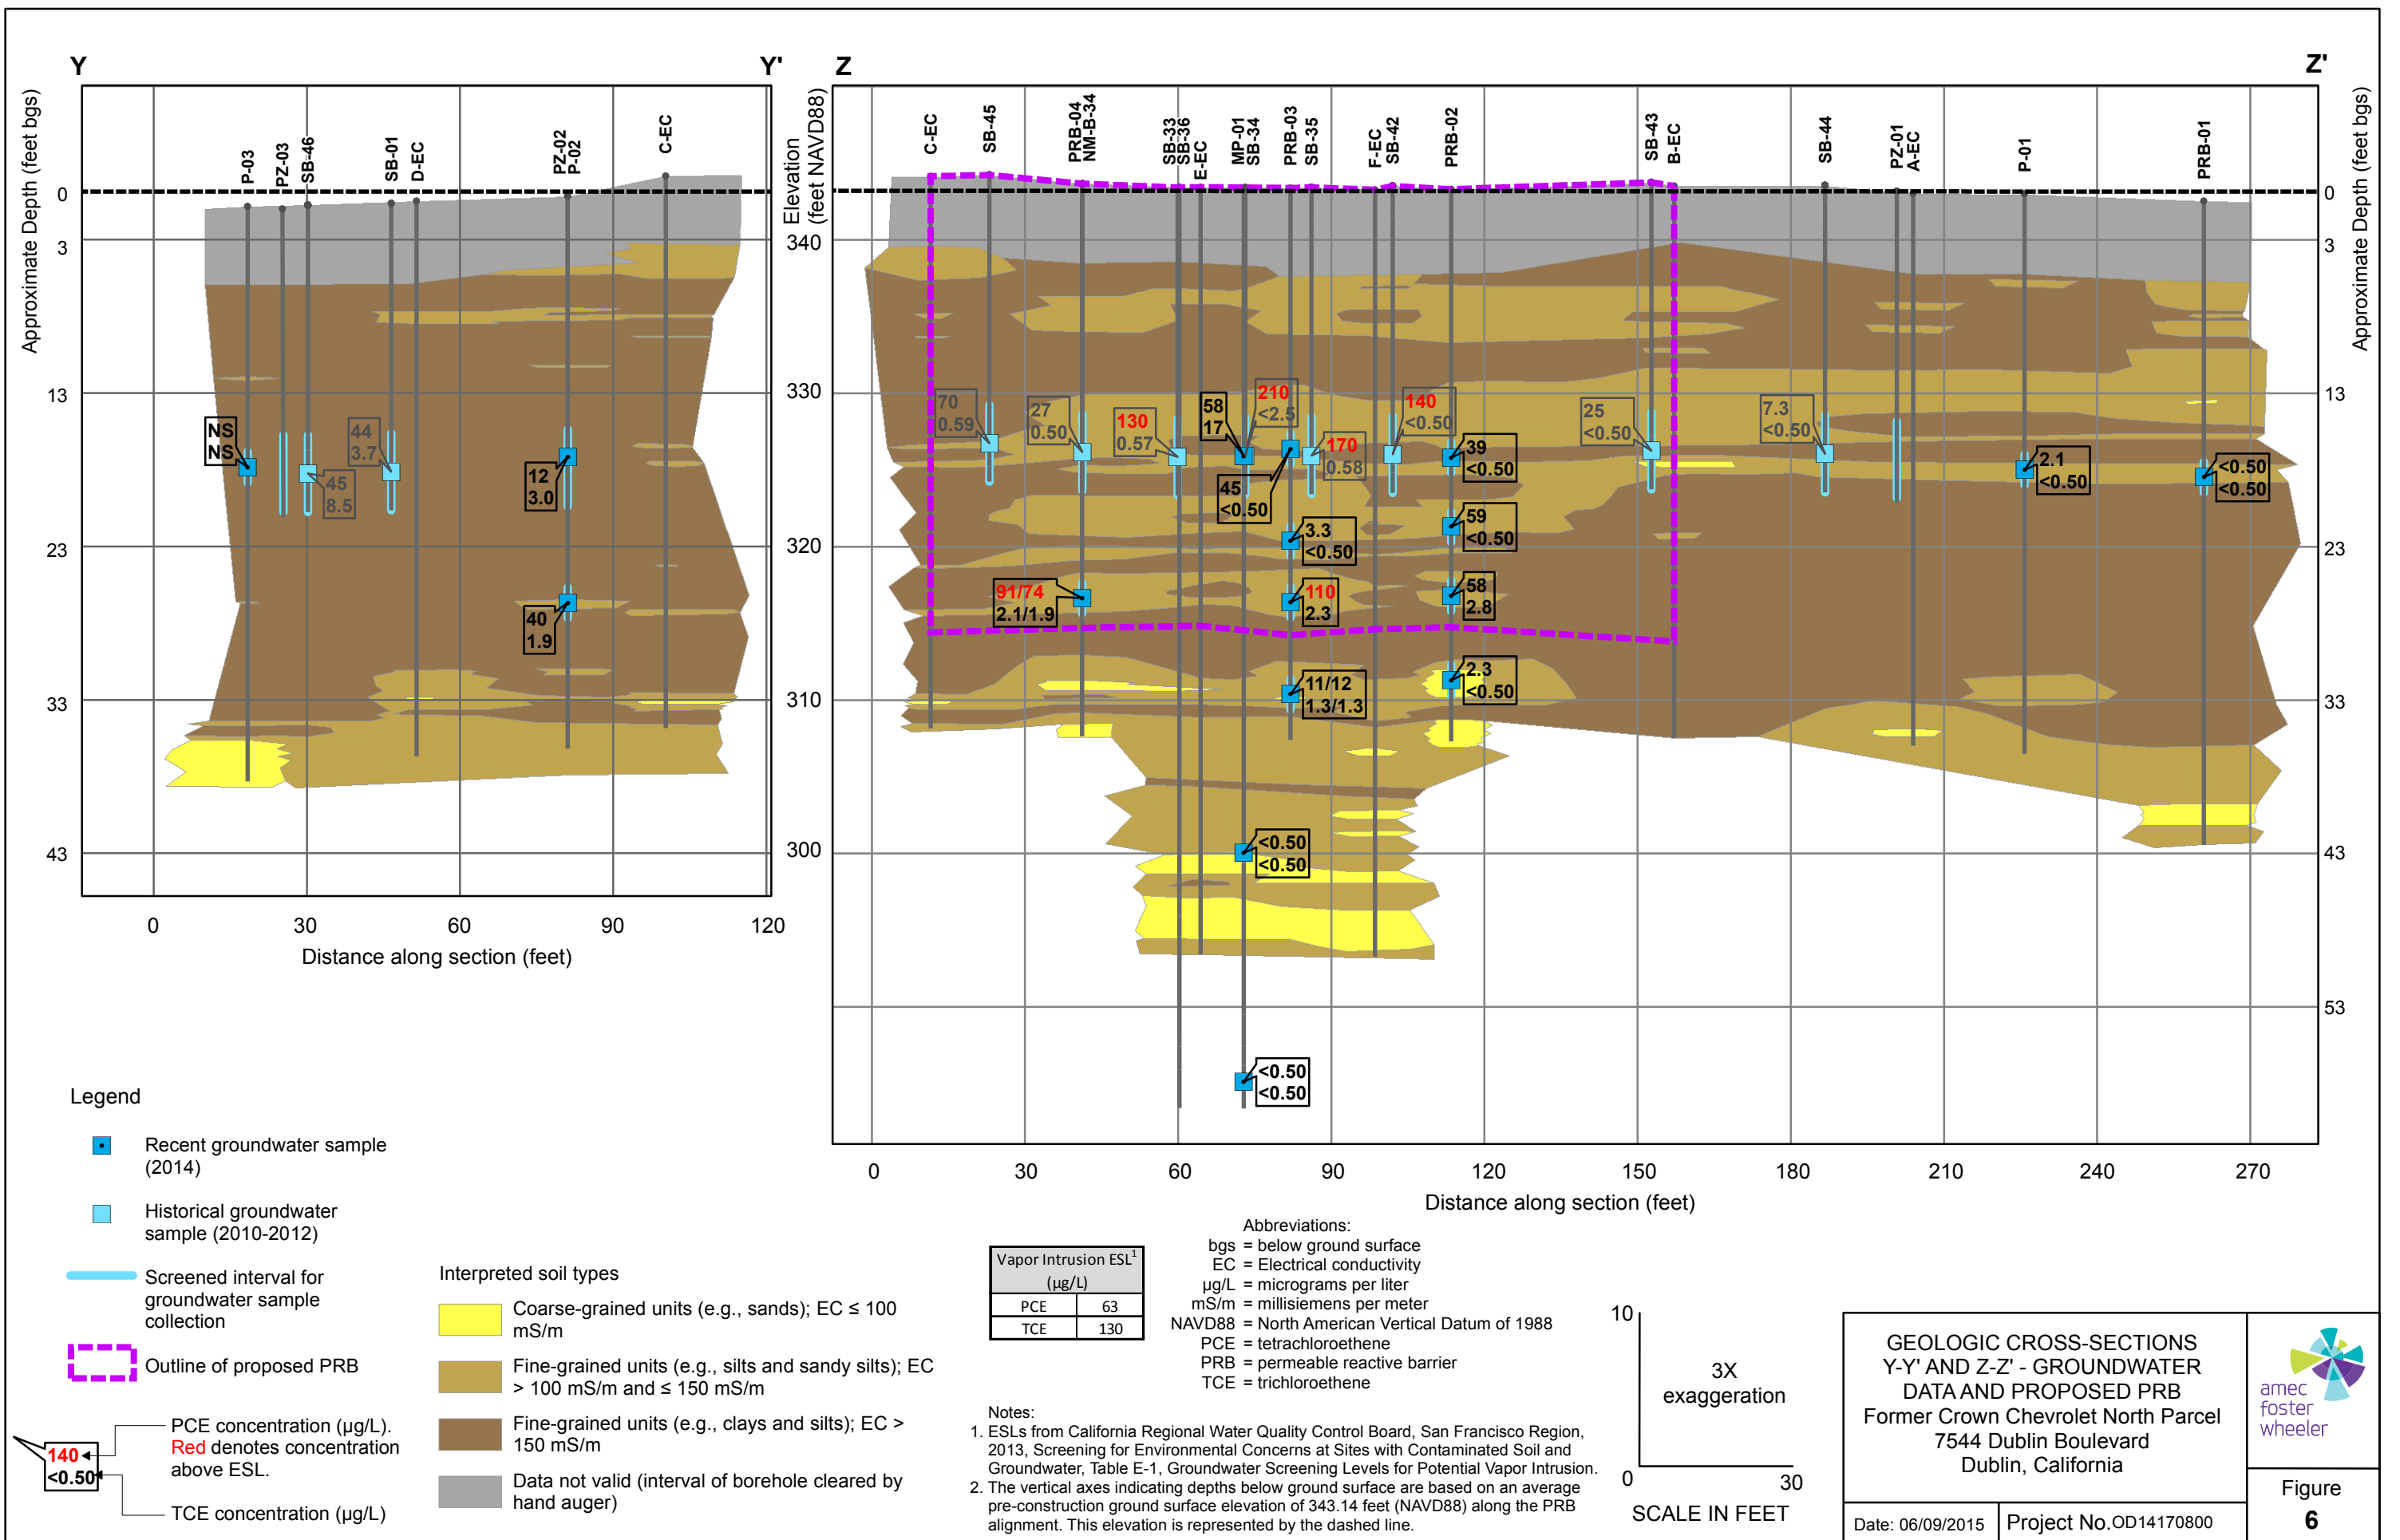 Y
Y'
Z
Z'
Approximate Depth (feet bgs)
0
3
13
23
33
43
P-03
PZ-03
SB-46
SB-01
D-EC
PZ-02
P-02
C-EC
NS
NS
45
8.5
44
3.7
12
3.0
40
1.9
0
30
60
90
120
Distance along section (feet)
Elevation
(feet NAVD88)
340
330
320
310
300
C-EC
SB-45
PRB-04
NM-B-34
SB-33
SB-36
E-EC
MP-01
SB-34
PRB-03
SB-35
F-EC
SB-42
PRB-02
SB-43
B-EC
SB-44
PZ-01
A-EC
P-01
PRB-01
70
0.59
27
0.50
130
0.57
58
17
210
<2.5
170
0.58
140
<0.50
39
<0.50
25
<0.50
7.3
<0.50
2.1
<0.50
<0.50
<0.50
45
<0.50
3.3
<0.50
59
<0.50
91/74
2.1/1.9
110
2.3
58
2.8
11/12
1.3/1.3
2.3
<0.50
<0.50
<0.50
<0.50
<0.50
0
3
13
23
33
43
53
Approximate Depth (feet bgs)
0
30
60
90
120
150
180
210
240
270
Distance along section (feet)
Legend
Recent groundwater sample
(2014)
Historical groundwater
sample (2010-2012)
Screened interval for
groundwater sample
collection
Outline of proposed PRB
140
<0.50
PCE concentration (µg/L).
Red denotes concentration
above ESL.
TCE concentration (µg/L)
Interpreted soil types
Coarse-grained units (e.g., sands); EC ≤ 100
mS/m
Fine-grained units (e.g., silts and sandy silts); EC
> 100 mS/m and ≤ 150 mS/m
Fine-grained units (e.g., clays and silts); EC >
150 mS/m
Data not valid (interval of borehole cleared by
hand auger)
Vapor Intrusion ESL1
(µg/L)
PCE 63
TCE 130
Abbreviations:
bgs = below ground surface
EC = Electrical conductivity
µg/L = micrograms per liter
mS/m = millisiemens per meter
NAVD88 = North American Vertical Datum of 1988
PCE = tetrachloroethene
PRB = permeable reactive barrier
TCE = trichloroethene
Notes:
1. ESLs from California Regional Water Quality Control Board, San Francisco Region,
2013, Screening for Environmental Concerns at Sites with Contaminated Soil and
Groundwater, Table E-1, Groundwater Screening Levels for Potential Vapor Intrusion.
2. The vertical axes indicating depths below ground surface are based on an average
pre-construction ground surface elevation of 343.14 feet (NAVD88) along the PRB
alignment. This elevation is represented by the dashed line.
10
3X
exaggeration
0
30
SCALE IN FEET
GEOLOGIC CROSS-SECTIONS
Y-Y' AND Z-Z' - GROUNDWATER
DATA AND PROPOSED PRB
Former Crown Chevrolet North Parcel
7544 Dublin Boulevard
Dublin, California
Date: 06/09/2015
Project No.OD14170800
amec
foster
wheeler
Figure
6